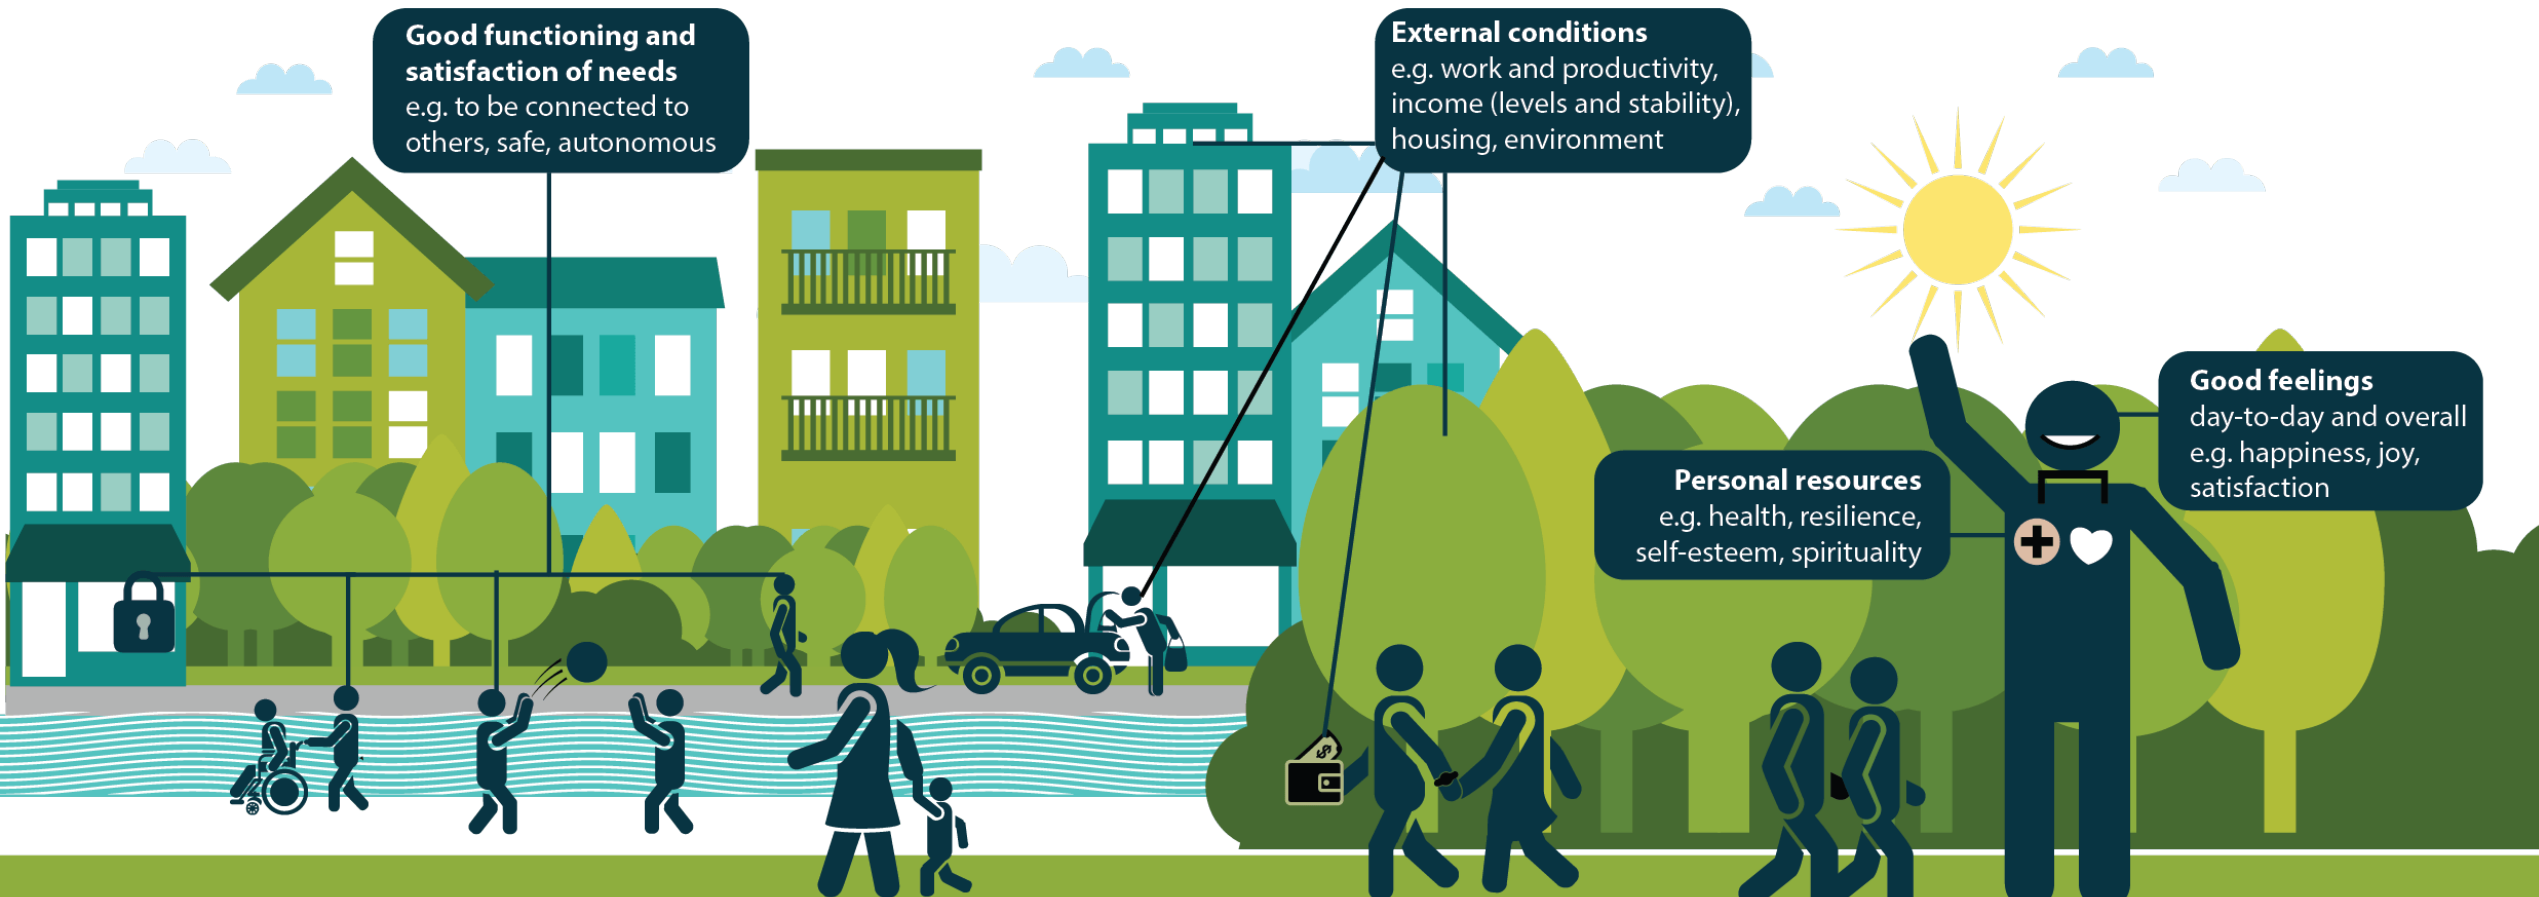 Good functioning and
satisfaction of needs
e.g. to be connected to
others, safe, autonomous
External conditions
e.g. work and productivity,
income (levels and stability),
housing, environment
Good feelings
day-to-day and overall
e.g. happiness, joy,
satisfaction
Personal resources
e.g. health, resilience,
self-esteem, spirituality
$